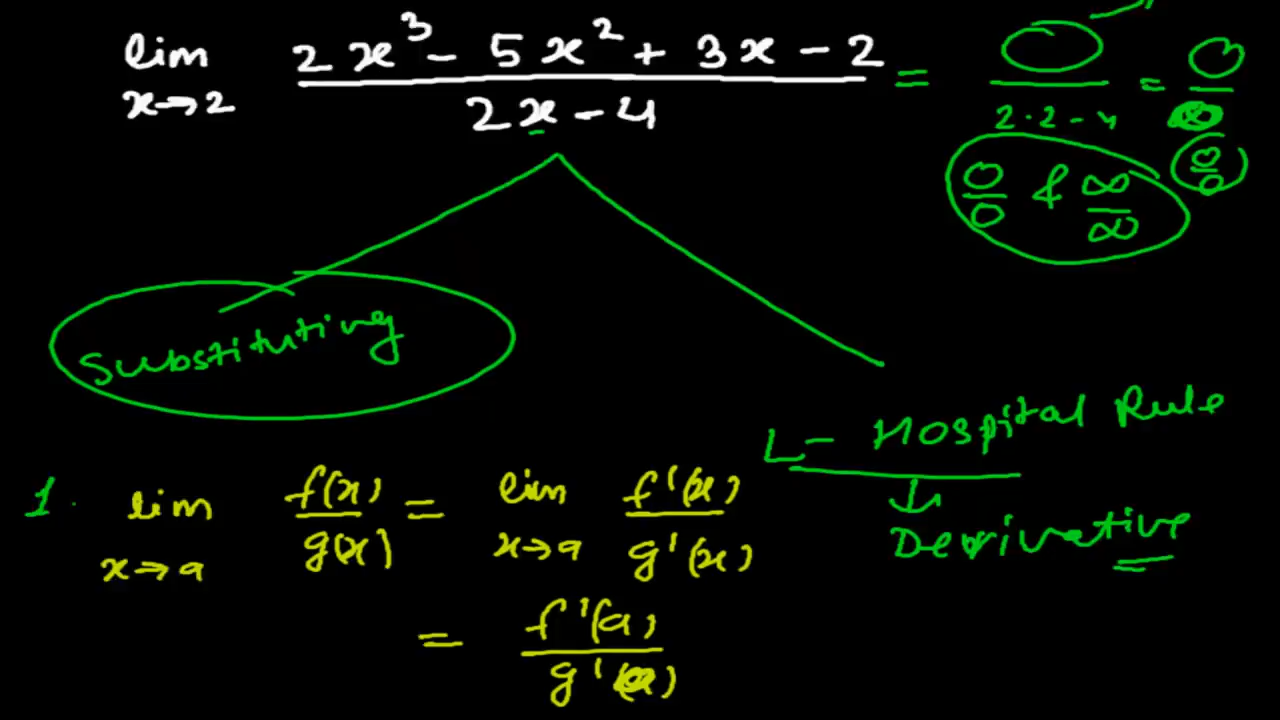 lim x→2 2x³ - 5x² + 3x - 2 / 2x - 4 = 0 / 2·2-4 = 0 /
0/0 & ∞/∞ 0/0
Substituting
L- Hospital Rule
↓
Derivative
1. lim x→a f(x)/g(x) = lim x→a f'(x)/g'(x)
= f'(a)/g'(a)